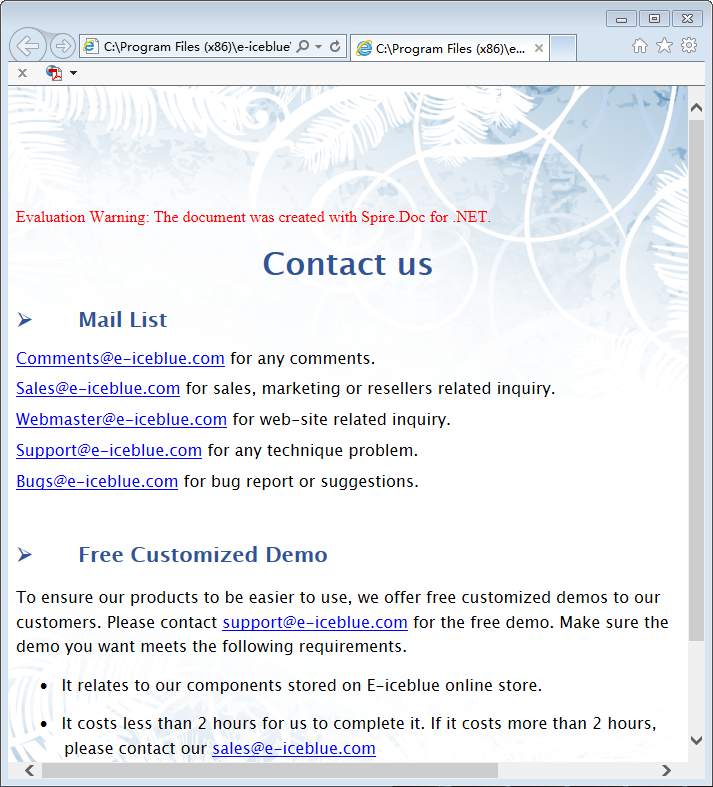 C:\Program Files (x86)\e-iceblue\
C:\Program Files (x86)\e...
Evaluation Warning: The document was created with Spire.Doc for .NET.
Contact us
➢ Mail List
Comments@e-iceblue.com for any comments.
Sales@e-iceblue.com for sales, marketing or resellers related inquiry.
Webmaster@e-iceblue.com for web-site related inquiry.
Support@e-iceblue.com for any technique problem.
Bugs@e-iceblue.com for bug report or suggestions.
➢ Free Customized Demo
To ensure our products to be easier to use, we offer free customized demos to our
customers. Please contact support@e-iceblue.com for the free demo. Make sure the
demo you want meets the following requirements.
• It relates to our components stored on E-iceblue online store.
• It costs less than 2 hours for us to complete it. If it costs more than 2 hours,
please contact our sales@e-iceblue.com